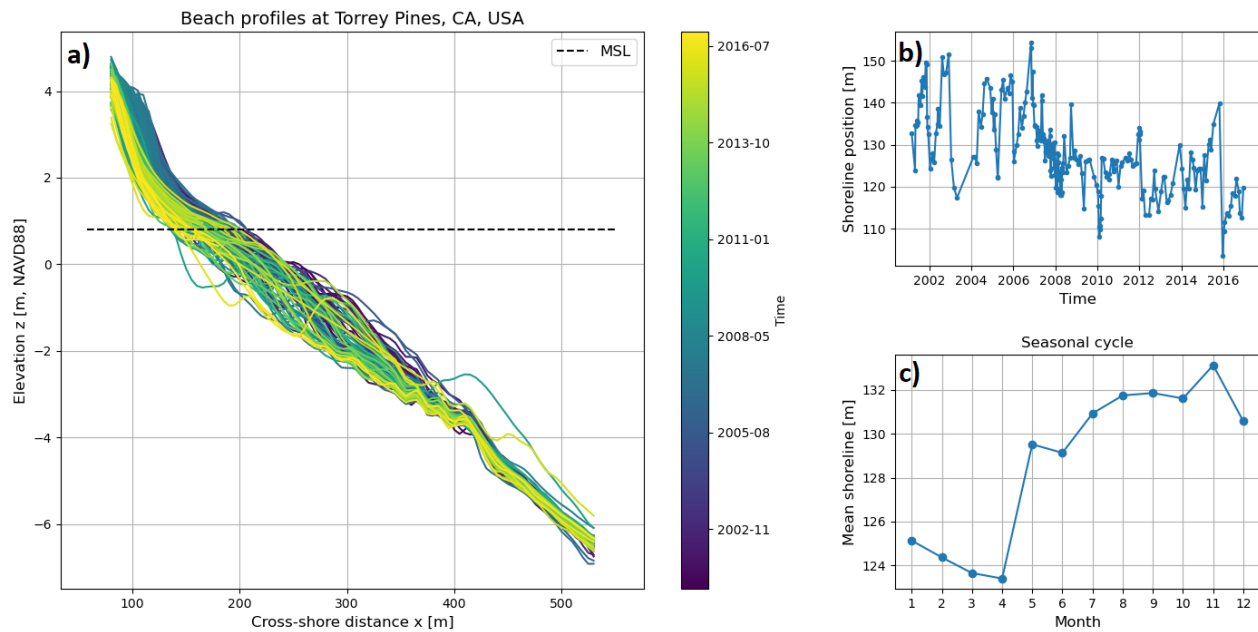 Beach profiles at Torrey Pines, CA, USA
a)
MSL
4
2
0
−2
−4
−6
Elevation z [m, NAVD88]
100
200
300
400
500
Cross-shore distance x [m]
2016-07
2013-10
2011-01
2008-05
2005-08
2002-11
Time
b)
150
140
130
120
110
Shoreline position [m]
2002 2004 2006 2008 2010 2012 2014 2016
Time
Seasonal cycle
c)
132
130
128
126
124
Mean shoreline [m]
1 2 3 4 5 6 7 8 9 10 11 12
Month